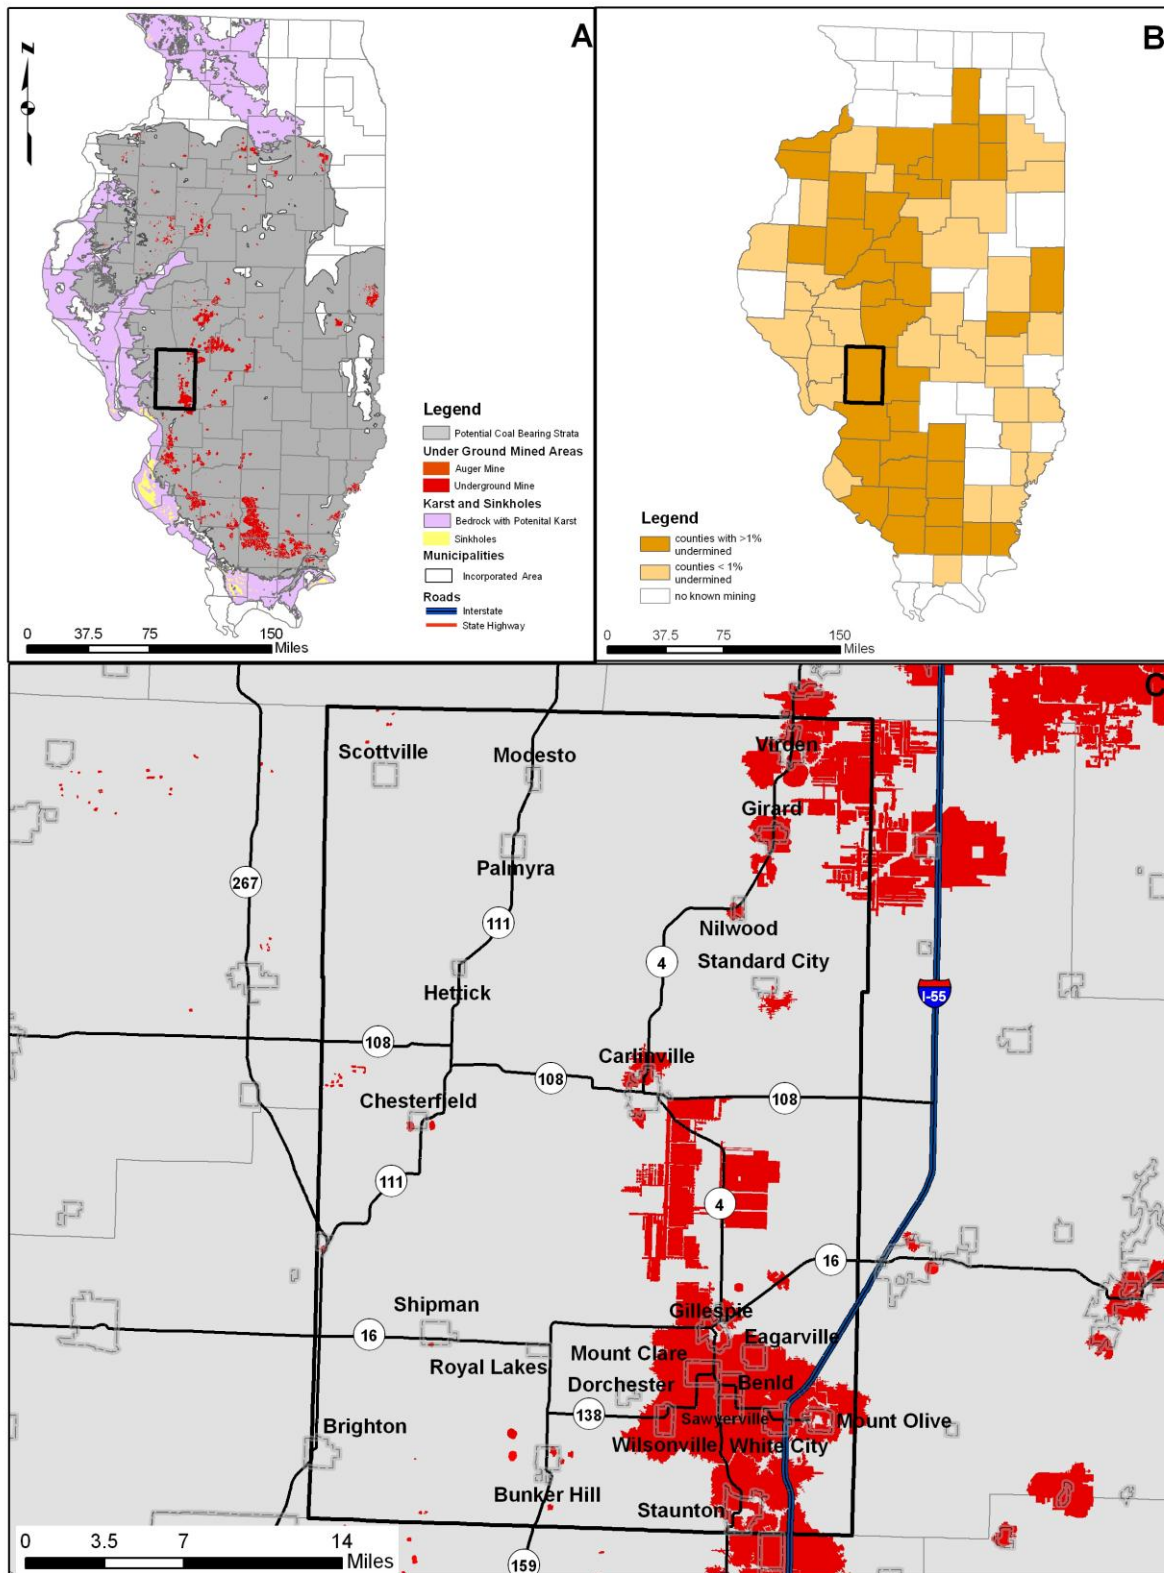 A
N
Legend
Potential Coal Bearing Strata
Under Ground Mined Areas
Auger Mine
Underground Mine
Karst and Sinkholes
Bedrock with Potenital Karst
Sinkholes
Municipalities
Incorporated Area
Roads
Interstate
State Highway
0 37.5 75 150
Miles
B
Legend
counties with >1%
undermined
counties < 1%
undermined
no known mining
0 37.5 75 150
Miles
C
Virden
Scottville
Modesto
Girard
Palmyra
267
111
Nilwood
4
Standard City
Hettick
I-55
108
Carlinville
108
108
Chesterfield
111
4
16
Shipman
Gillespie
16
Eagarville
Royal Lakes
Mount Clare
Dorchester
Benld
138
Sawyerville
Mount Olive
Brighton
Wilsonville
White City
Bunker Hill
Staunton
0 3.5 7 14
Miles
159